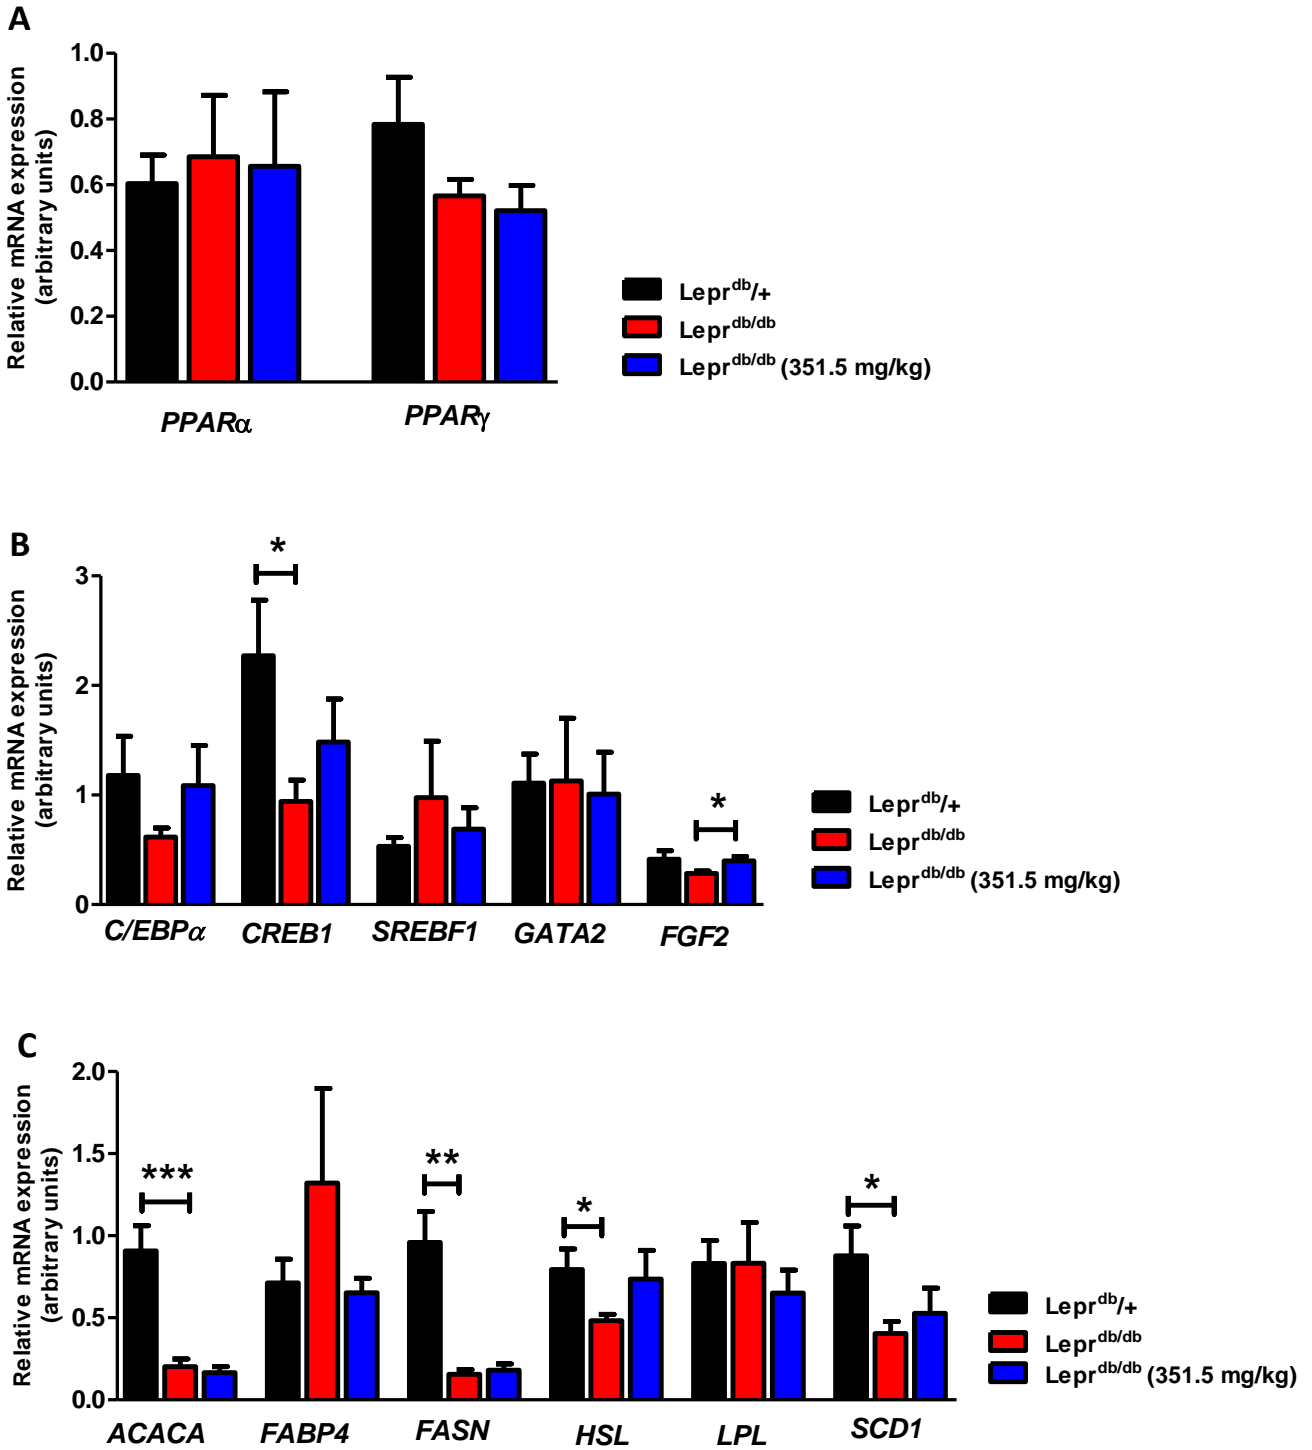 A
Relative mRNA expression
(arbitrary units)
1.0
0.8
0.6
0.4
0.2
0.0
PPARα
PPARγ
Lepr^db/+
Lepr^db/db
Lepr^db/db (351.5 mg/kg)
B
Relative mRNA expression
(arbitrary units)
3
2
1
0
*
*
C/EBPα
CREB1
SREBF1
GATA2
FGF2
Lepr^db/+
Lepr^db/db
Lepr^db/db (351.5 mg/kg)
C
Relative mRNA expression
(arbitrary units)
2.0
1.5
1.0
0.5
0.0
***
**
*
*
ACACA
FABP4
FASN
HSL
LPL
SCD1
Lepr^db/+
Lepr^db/db
Lepr^db/db (351.5 mg/kg)